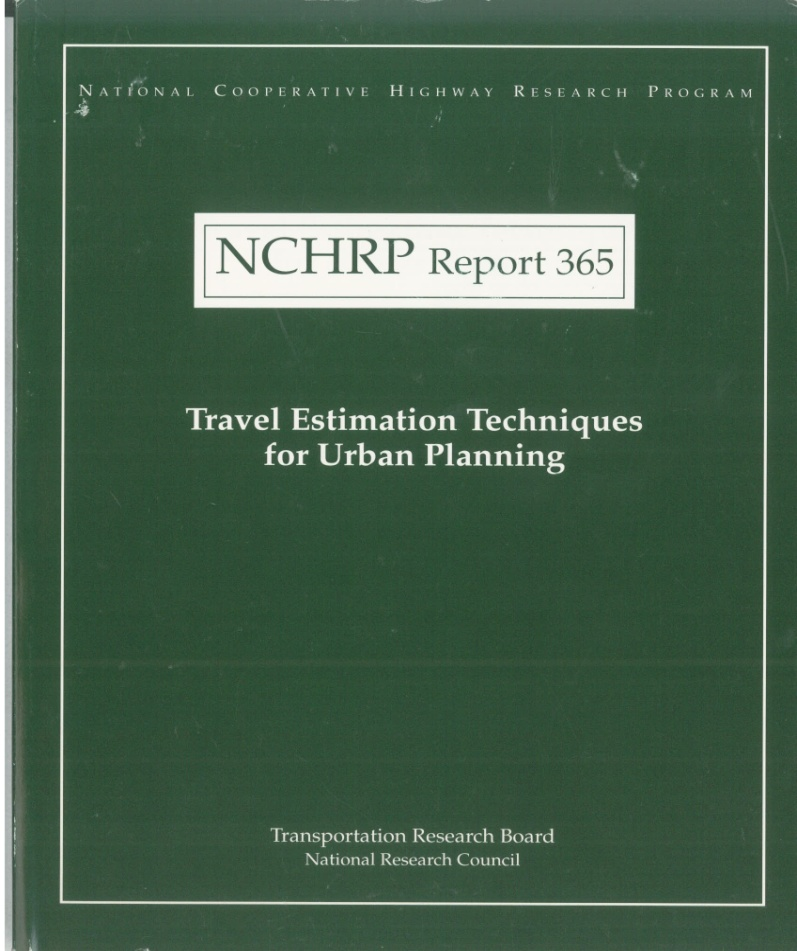 NATIONAL COOPERATIVE HIGHWAY RESEARCH PROGRAM
NCHRP Report 365
Travel Estimation Techniques
for Urban Planning
Transportation Research Board
National Research Council